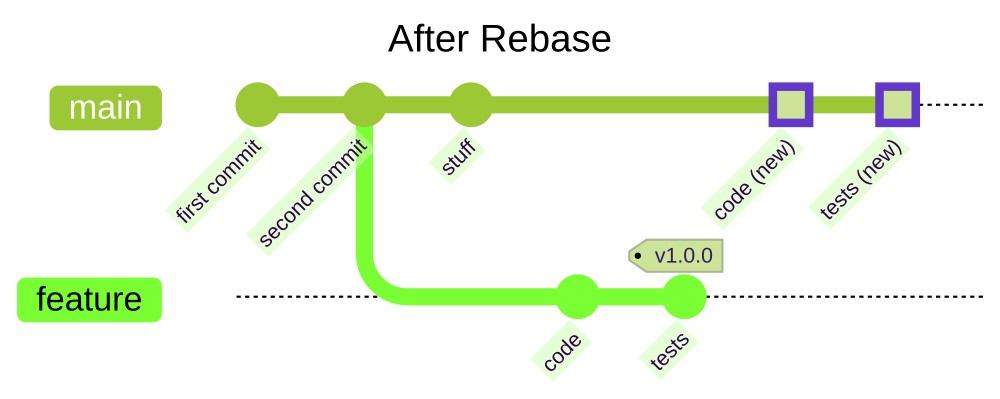 After Rebase
main
first commit
second commit
stuff
code (new)
tests (new)
v1.0.0
feature
code
tests